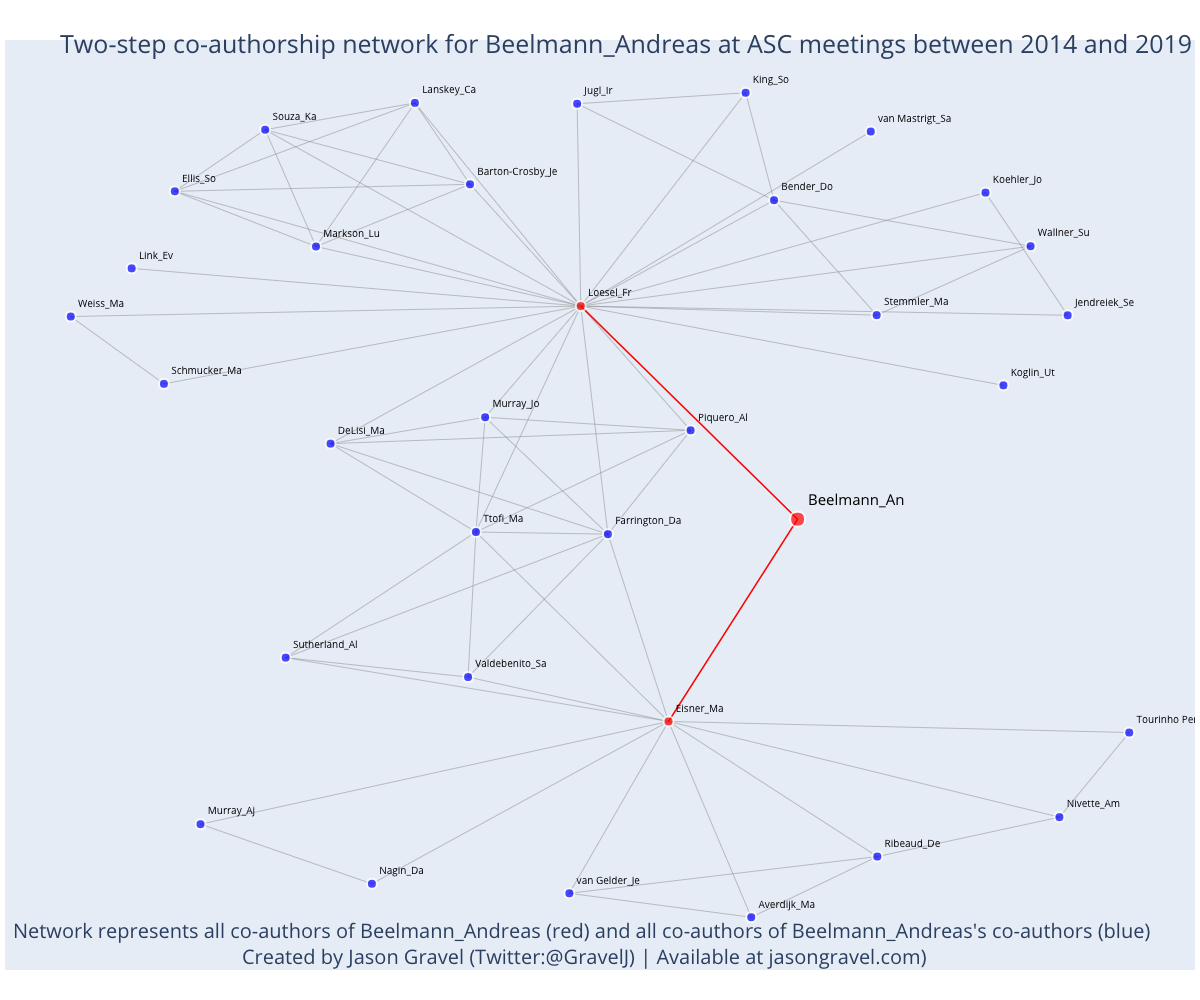 Two-step co-authorship network for Beelmann_Andreas at ASC meetings between 2014 and 2019
King_So
Lanskey_Ca
Jugl_Ir
Souza_Ka
van Mastrigt_Sa
Barton-Crosby_Je
Ellis_So
Koehler_Jo
Bender_Do
Markson_Lu
Wallner_Su
Link_Ev
Loesel_Fr
Weiss_Ma
Stemmler_Ma
Jendreiek_Se
Schmucker_Ma
Koglin_Ut
Murray_Jo
Piquero_Al
DeLisi_Ma
Beelmann_An
Ttofi_Ma
Farrington_Da
Sutherland_Al
Valdebenito_Sa
Eisner_Ma
Tourinho Per
Murray_Aj
Nivette_Am
Ribeaud_De
Nagin_Da
van Gelder_Je
Averdijk_Ma
Network represents all co-authors of Beelmann_Andreas (red) and all co-authors of Beelmann_Andreas's co-authors (blue)
Created by Jason Gravel (Twitter:@GravelJ) | Available at jasongravel.com)